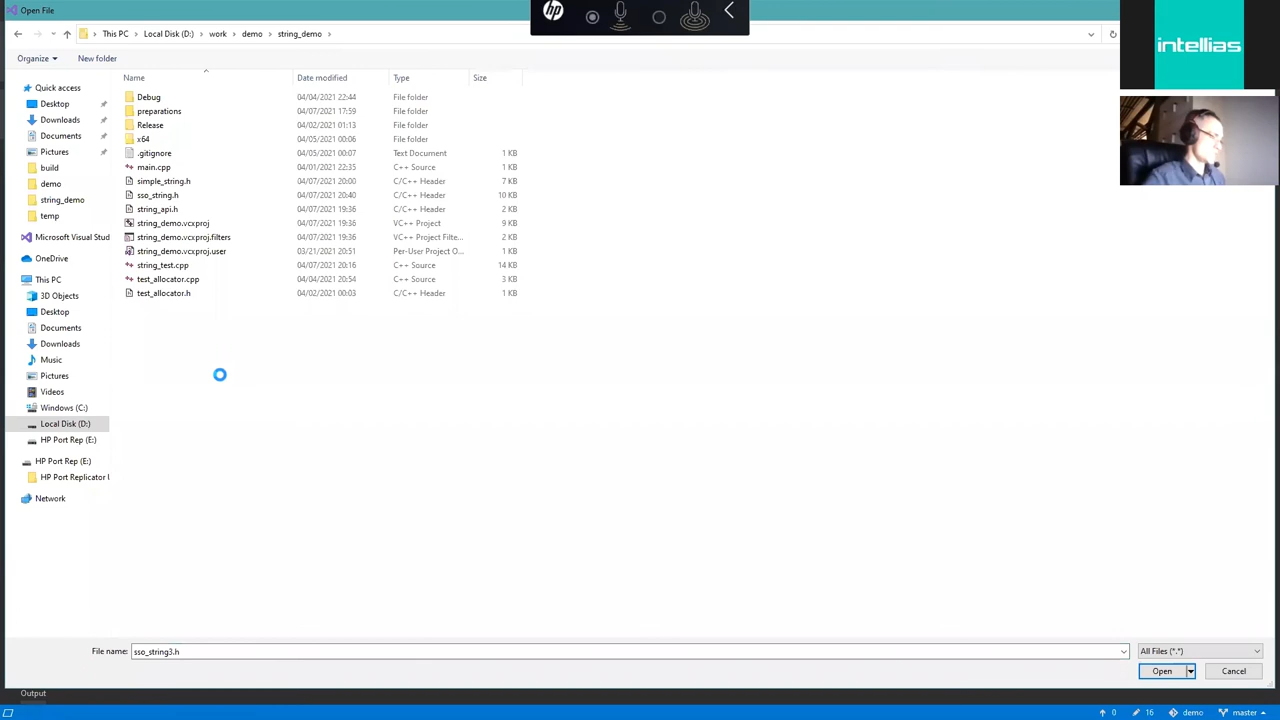 Open File
hp
intellias
This PC
Local Disk (D:)
work
demo
string_demo
Organize
New folder
Name
Date modified
Type
Size
Quick access
Desktop
Downloads
Documents
Pictures
build
demo
string_demo
temp
Microsoft Visual Stud
OneDrive
This PC
3D Objects
Desktop
Documents
Downloads
Music
Pictures
Videos
Windows (C:)
Local Disk (D:)
HP Port Rep (E:)
HP Port Rep (E:)
HP Port Replicator U
Network
Debug 04/04/2021 22:44 File folder
preparations 04/07/2021 17:59 File folder
Release 04/02/2021 01:13 File folder
x64 04/05/2021 00:06 File folder
.gitignore 04/05/2021 00:07 Text Document 1 KB
main.cpp 04/01/2021 22:35 C++ Source 1 KB
simple_string.h 04/07/2021 20:00 C/C++ Header 7 KB
sso_string.h 04/07/2021 20:40 C/C++ Header 10 KB
string_api.h 04/07/2021 19:36 C/C++ Header 2 KB
string_demo.vcxproj 04/07/2021 19:36 VC++ Project 9 KB
string_demo.vcxproj.filters 04/07/2021 19:36 VC++ Project Filte... 2 KB
string_demo.vcxproj.user 03/21/2021 20:51 Per-User Project O... 1 KB
string_test.cpp 04/07/2021 20:16 C++ Source 14 KB
test_allocator.cpp 04/04/2021 20:54 C++ Source 3 KB
test_allocator.h 04/02/2021 00:03 C/C++ Header 1 KB
File name: sso_string3.h
All Files (*.*)
Open
Cancel
Output
0
16
demo
master